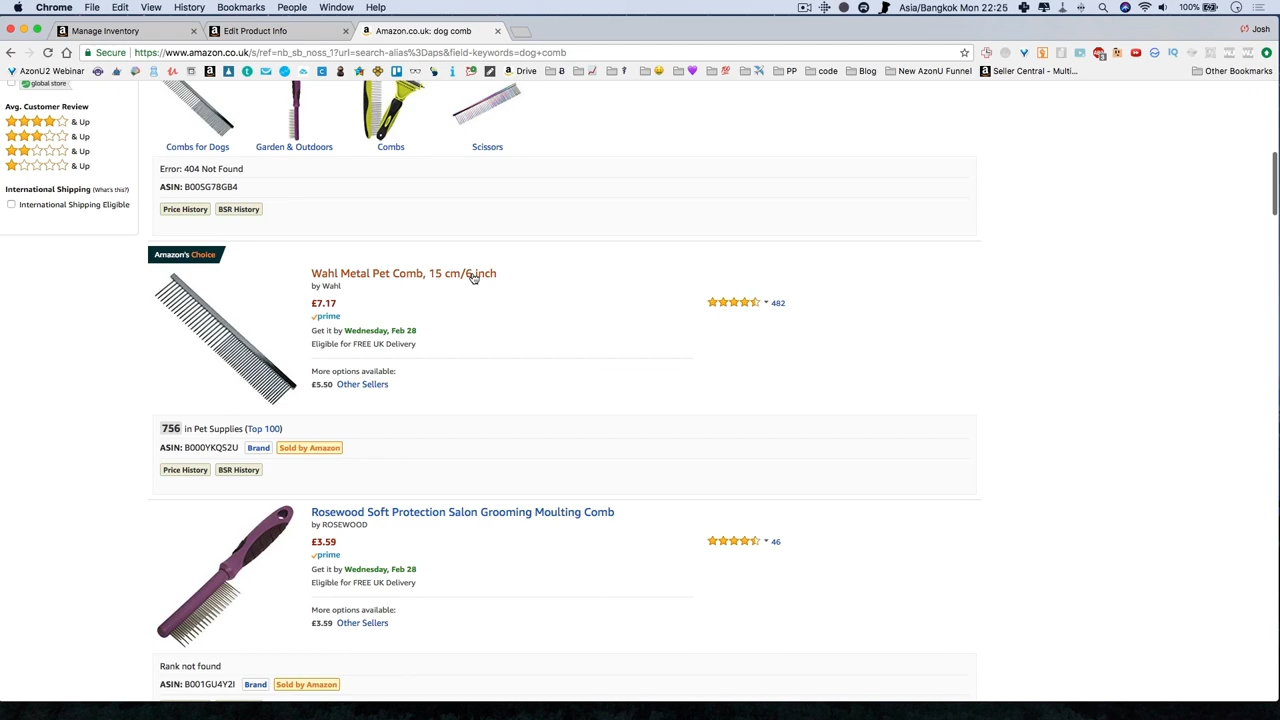 Chrome File Edit View History Bookmarks People Window Help
Asia/Bangkok Mon 22:25 100% Josh
Manage Inventory Edit Product Info Amazon.co.uk: dog comb
Secure https://www.amazon.co.uk/s/ref=nb_sb_noss_1?url=search-alias%3Daps&field-keywords=dog+comb
AzonU2 Webinar Drive B PP code Blog New AzonU Funnel Seller Central - Multi... Other Bookmarks
global store
Avg. Customer Review
& Up
& Up
& Up
& Up
International Shipping (What's this?)
International Shipping Eligible
Combs for Dogs Garden & Outdoors Combs Scissors
Error: 404 Not Found
ASIN: B00SG78GB4
Price History BSR History
Amazon's Choice
Wahl Metal Pet Comb, 15 cm/6 inch
by Wahl
£7.17
482
prime
Get it by Wednesday, Feb 28
Eligible for FREE UK Delivery
More options available:
£5.50 Other Sellers
756 in Pet Supplies (Top 100)
ASIN: B000YKQS2U Brand Sold by Amazon
Price History BSR History
Rosewood Soft Protection Salon Grooming Moulting Comb
by ROSEWOOD
£3.59
46
prime
Get it by Wednesday, Feb 28
Eligible for FREE UK Delivery
More options available:
£3.59 Other Sellers
Rank not found
ASIN: B001GU4Y2I Brand Sold by Amazon